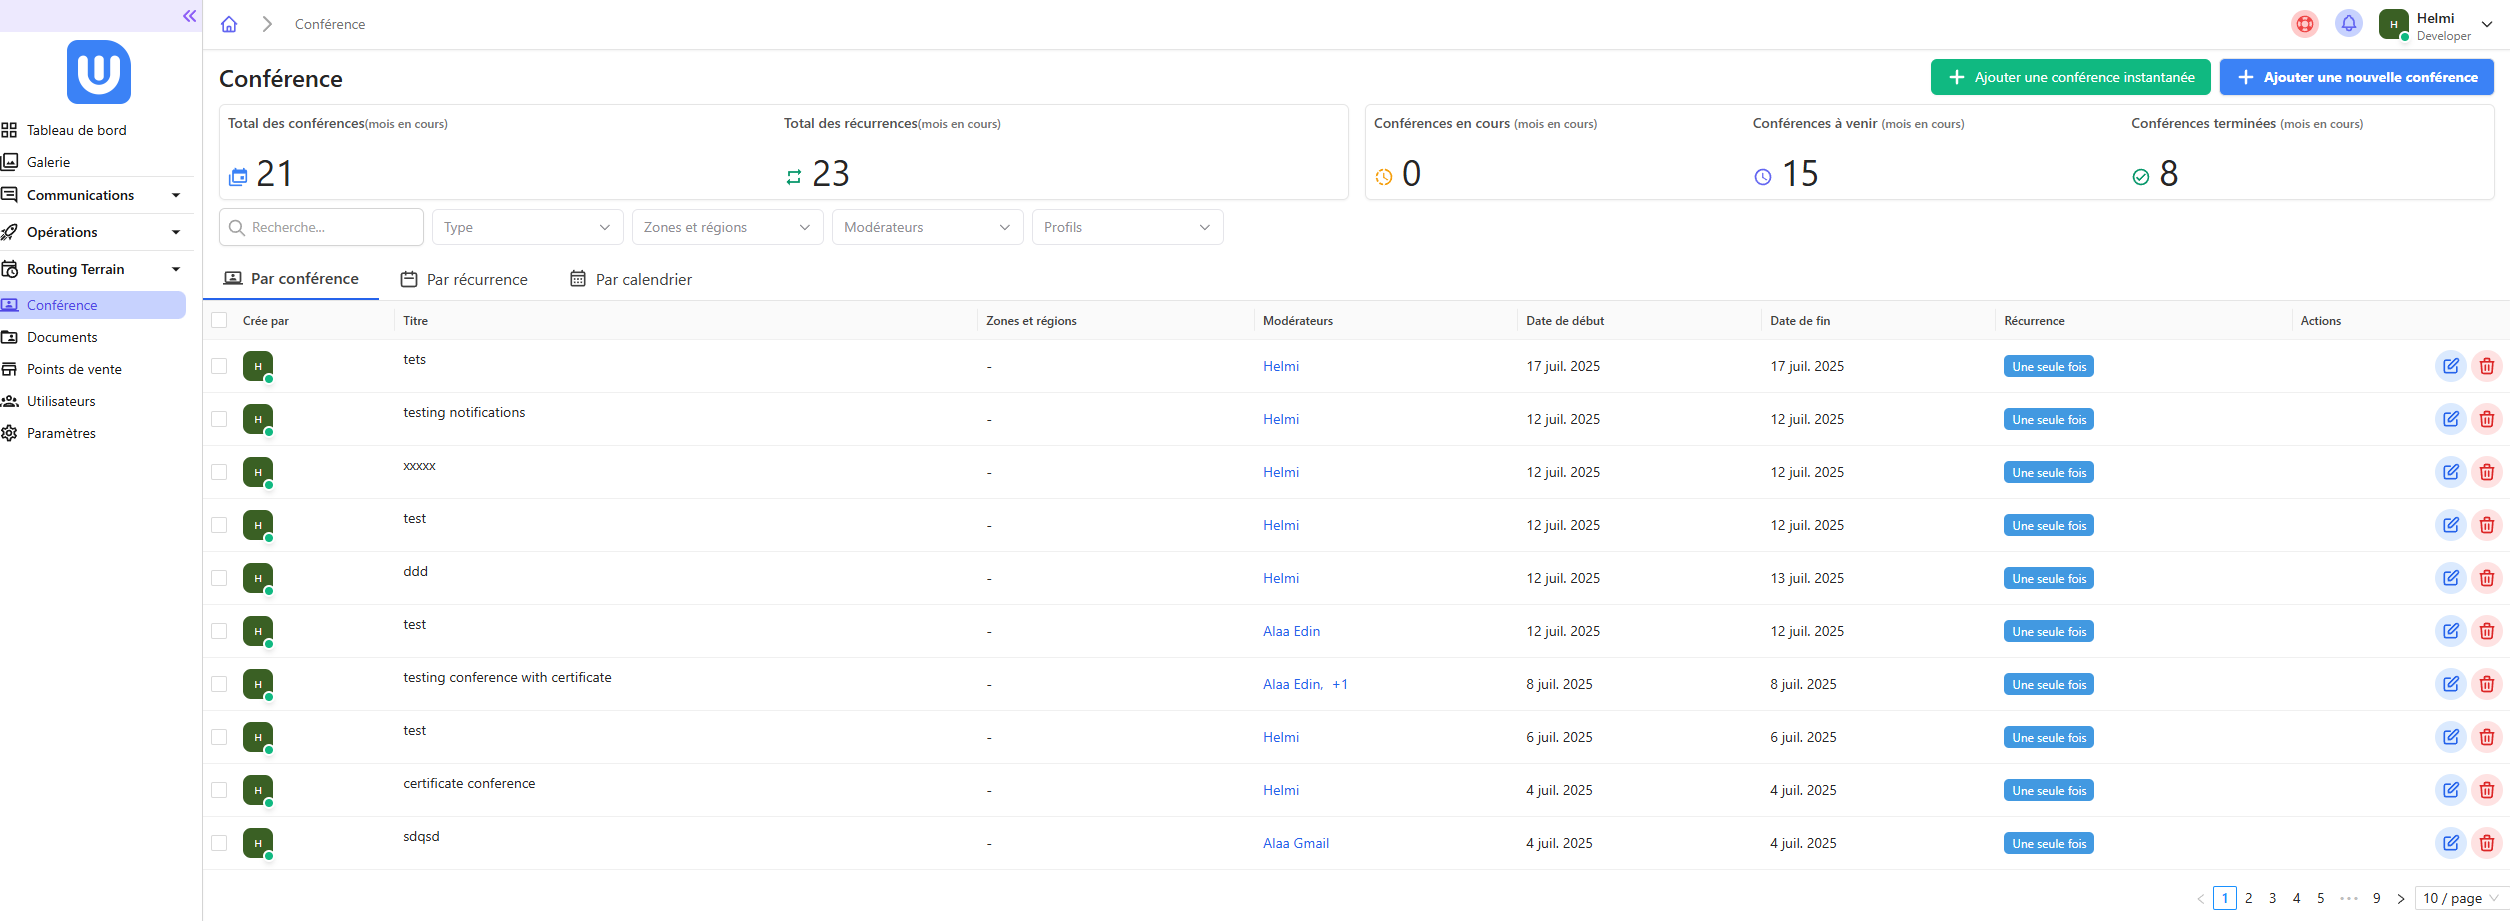 Conférence
Helmi
Developer
Tableau de bord
Galerie
Communications
Opérations
Routing Terrain
Conférence
Documents
Points de vente
Utilisateurs
Paramètres
Conférence
+ Ajouter une conférence instantanée
+ Ajouter une nouvelle conférence
Total des conférences(mois en cours)
21
Total des récurrences(mois en cours)
23
Conférences en cours (mois en cours)
0
Conférences à venir (mois en cours)
15
Conférences terminées (mois en cours)
8
Recherche... Type Zones et régions Modérateurs Profils
Par conférence Par récurrence Par calendrier
Crée par Titre Zones et régions Modérateurs Date de début Date de fin Récurrence Actions
H tets - Helmi 17 juil. 2025 17 juil. 2025 Une seule fois
H testing notifications - Helmi 12 juil. 2025 12 juil. 2025 Une seule fois
H xxxxx - Helmi 12 juil. 2025 12 juil. 2025 Une seule fois
H test - Helmi 12 juil. 2025 12 juil. 2025 Une seule fois
H ddd - Helmi 12 juil. 2025 13 juil. 2025 Une seule fois
H test - Alaa Edin 12 juil. 2025 12 juil. 2025 Une seule fois
H testing conference with certificate - Alaa Edin, +1 8 juil. 2025 8 juil. 2025 Une seule fois
H test - Helmi 6 juil. 2025 6 juil. 2025 Une seule fois
H certificate conference - Helmi 4 juil. 2025 4 juil. 2025 Une seule fois
H sdqsd - Alaa Gmail 4 juil. 2025 4 juil. 2025 Une seule fois
< 1 2 3 4 5 ••• 9 > 10 / page